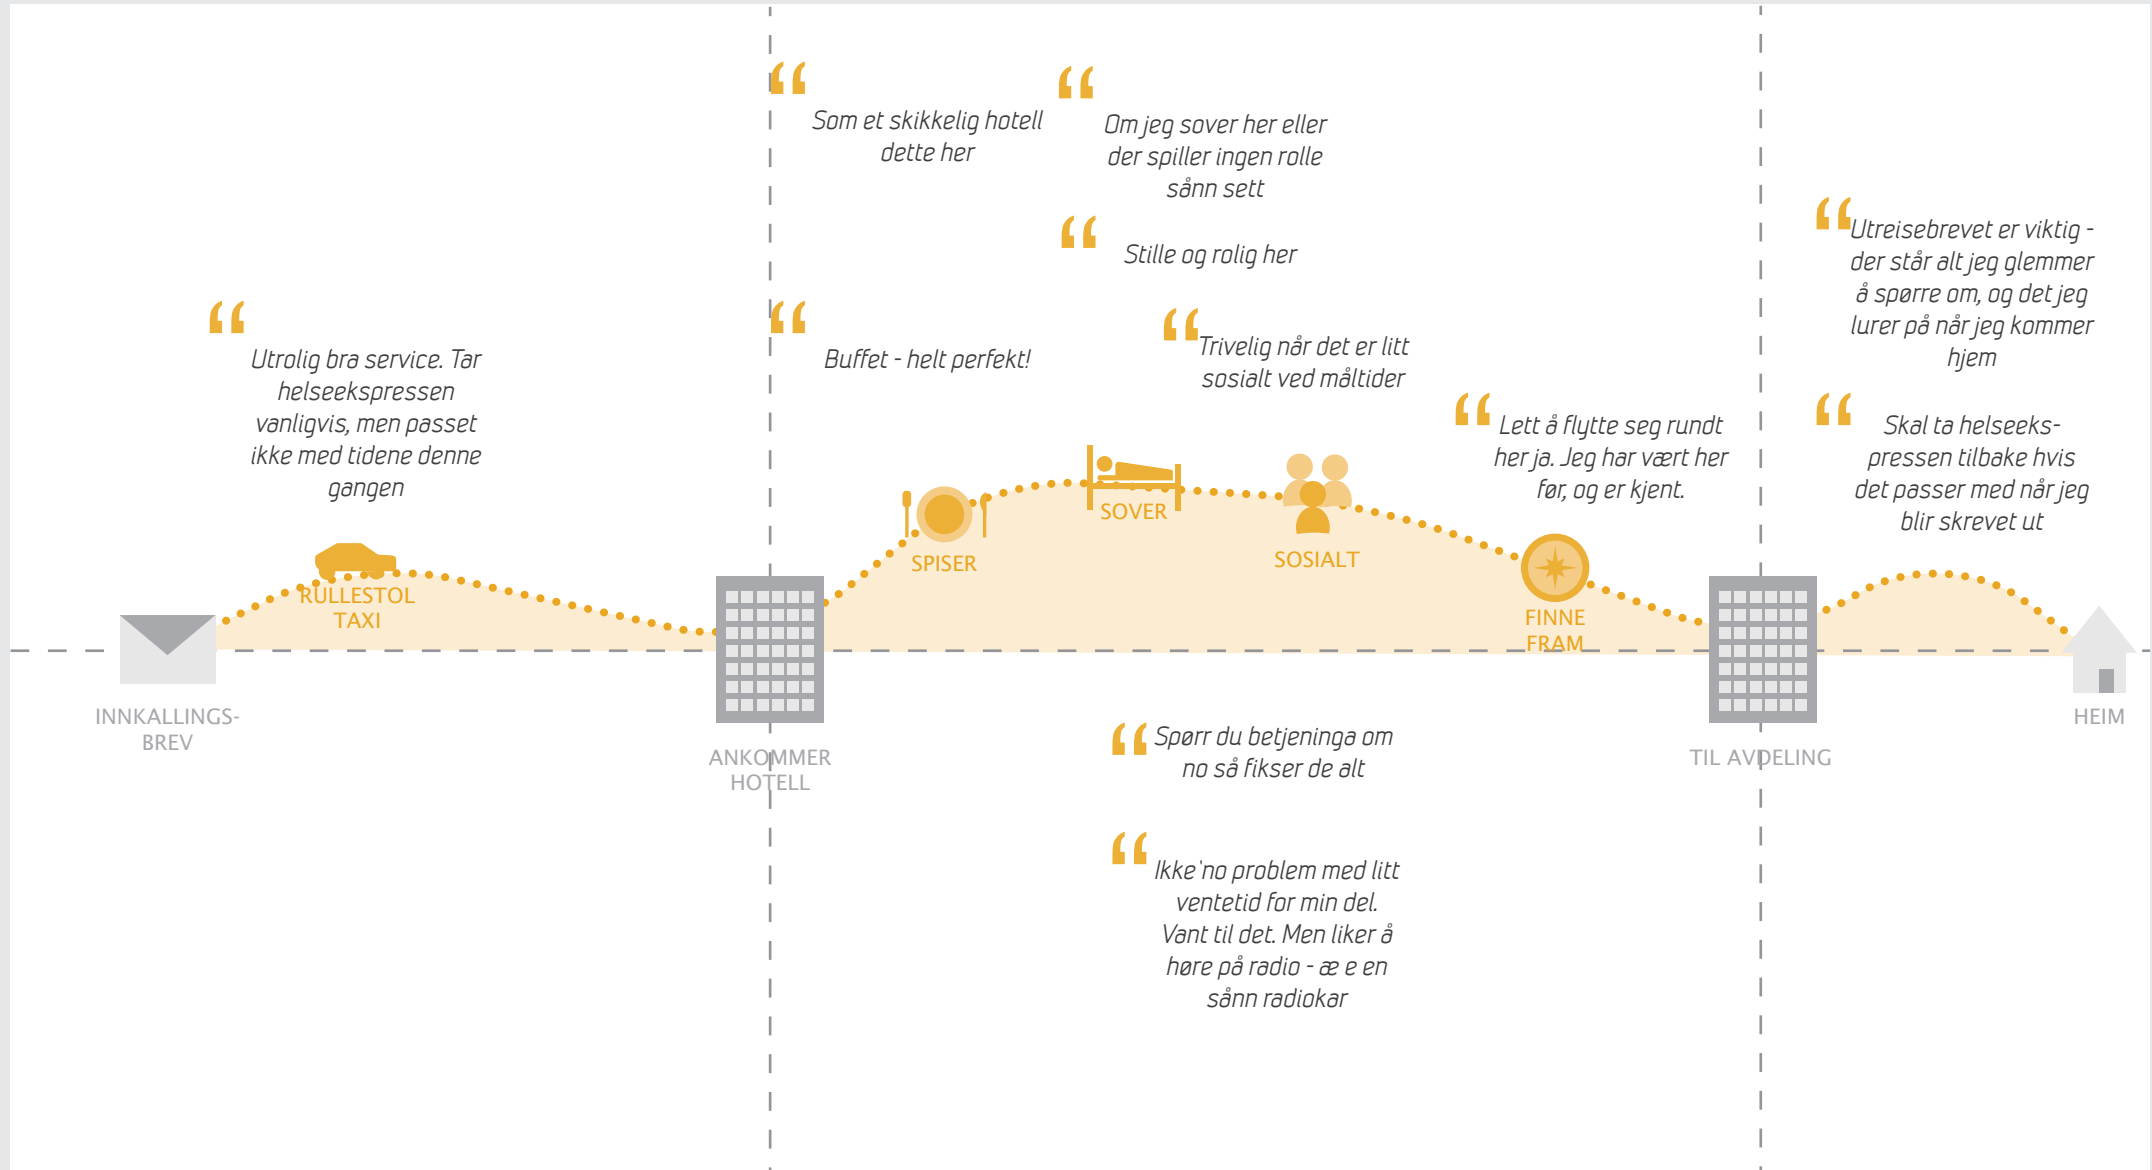 Som et skikkelig hotell
dette her
Om jeg sover her eller
der spiller ingen rolle
sånn sett
Stille og rolig her
Utrolig bra service. Tar
helseekspressen
vanligvis, men passet
ikke med tidene denne
gangen
Buffet - helt perfekt!
Trivelig når det er litt
sosialt ved måltider
Lett å flytte seg rundt
her ja. Jeg har vært her
før, og er kjent.
Utreisebrevet er viktig -
der står alt jeg glemmer
å spørre om, og det jeg
lurer på når jeg kommer
hjem
Skal ta helseeks-
pressen tilbake hvis
det passer med når jeg
blir skrevet ut
RULLESTOL
TAXI
SPISER
SOVER
SOSIALT
FINNE
FRAM
INNKALLINGS-
BREV
ANKOMMER
HOTELL
TIL AVDELING
HEIM
Spørr du betjeninga om
no så fikser de alt
Ikke`no problem med litt
ventetid for min del.
Vant til det. Men liker å
høre på radio - æ e en
sånn radiokar